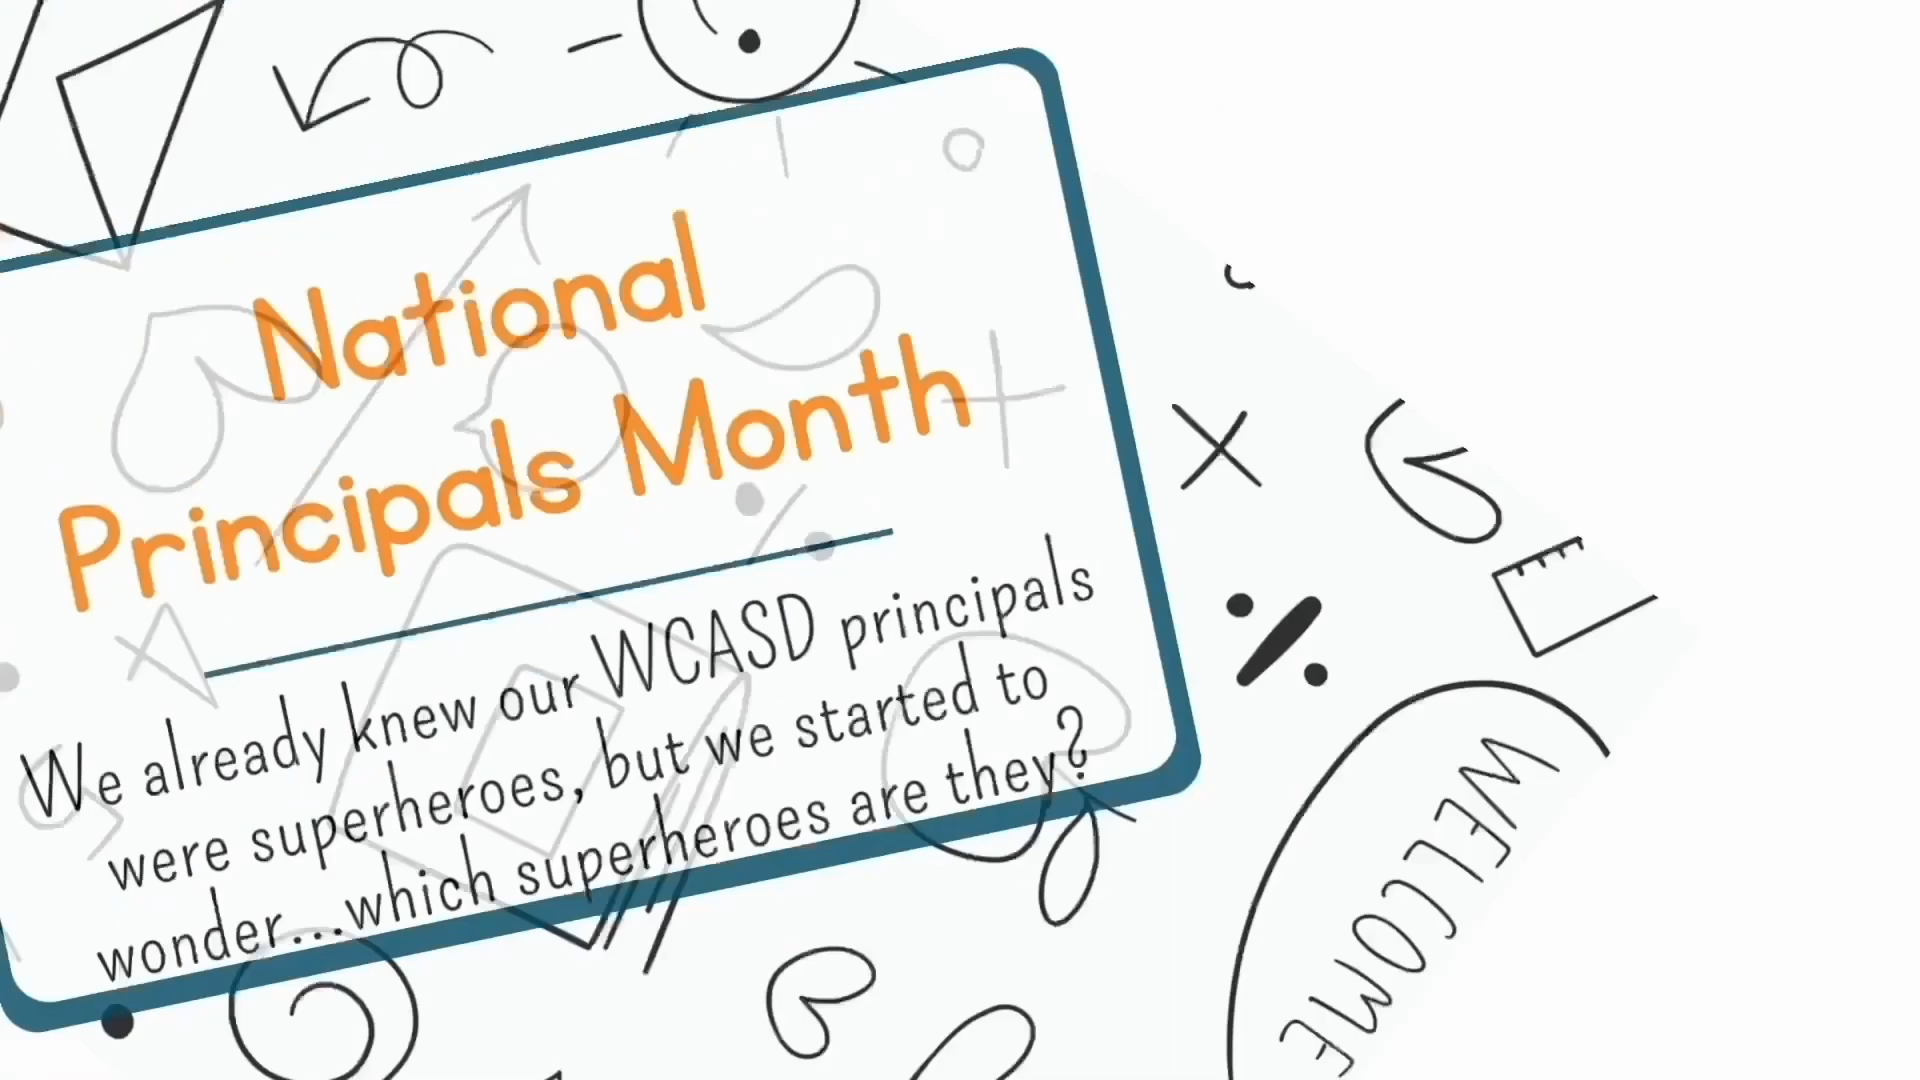 National
Principals Month
We already knew our WCASD principals
were superheroes, but we started to
wonder...which superheroes are they?
WELCOME